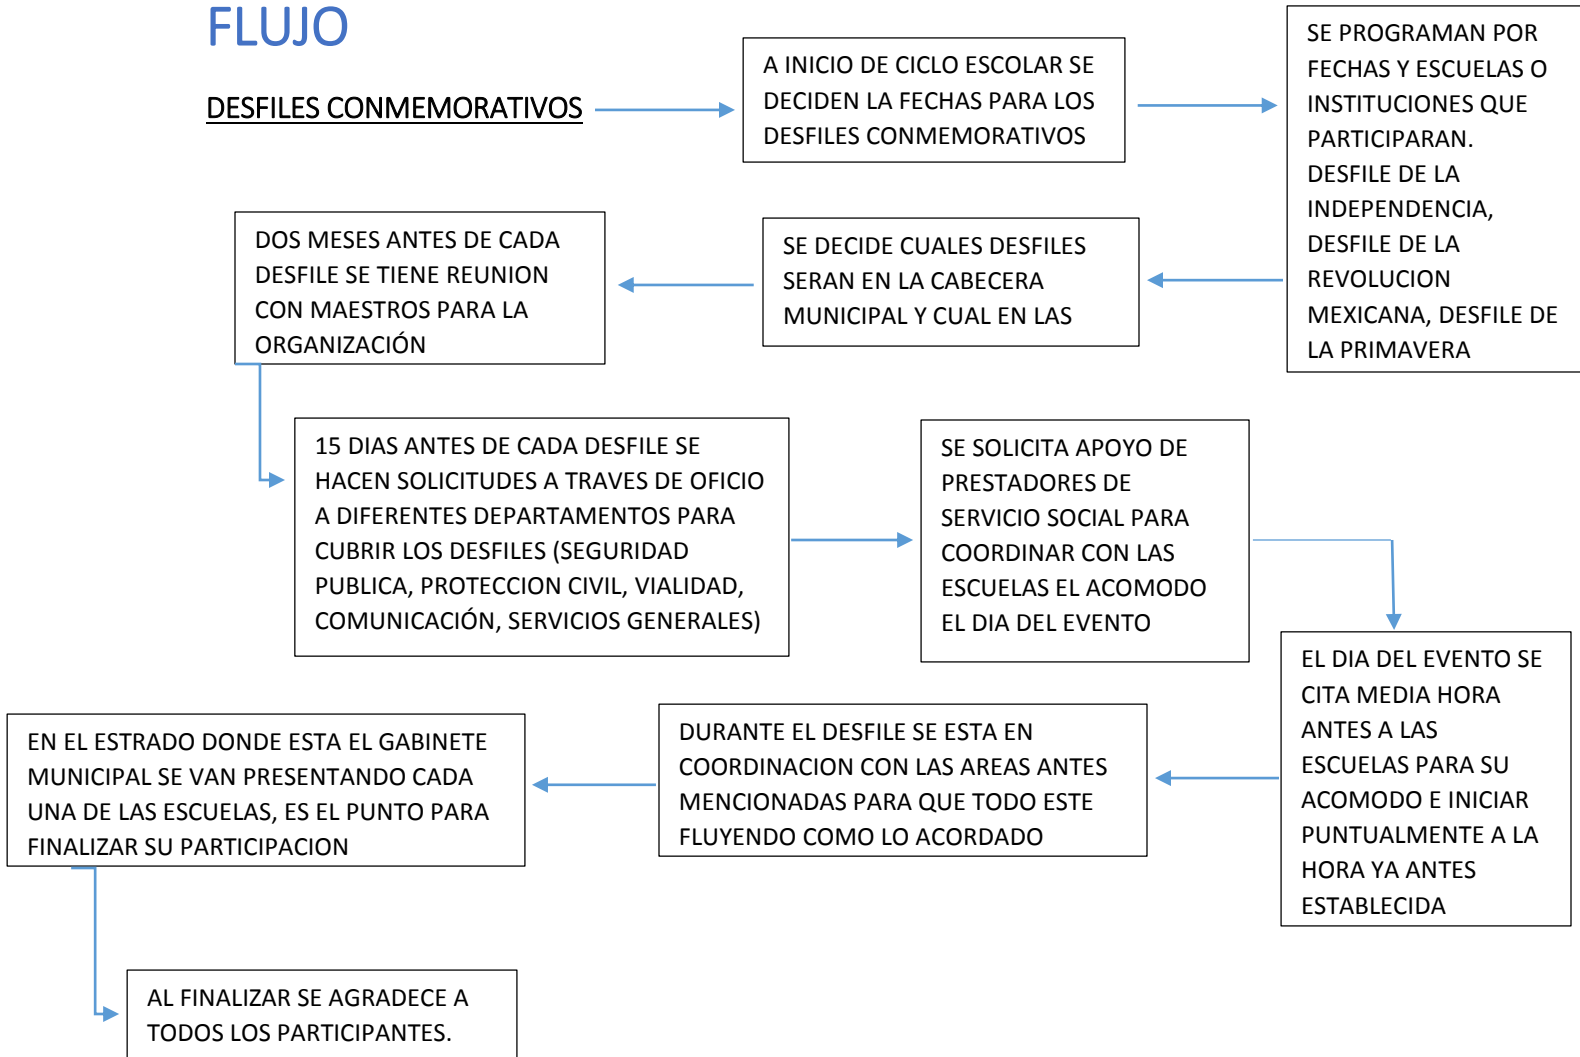 FLUJO
DESFILES CONMEMORATIVOS
A INICIO DE CICLO ESCOLAR SE
DECIDEN LA FECHAS PARA LOS
DESFILES CONMEMORATIVOS
SE PROGRAMAN POR
FECHAS Y ESCUELAS O
INSTITUCIONES QUE
PARTICIPARAN.
DESFILE DE LA
INDEPENDENCIA,
DESFILE DE LA
REVOLUCION
MEXICANA, DESFILE DE
LA PRIMAVERA
SE DECIDE CUALES DESFILES
SERAN EN LA CABECERA
MUNICIPAL Y CUAL EN LAS
DOS MESES ANTES DE CADA
DESFILE SE TIENE REUNION
CON MAESTROS PARA LA
ORGANIZACIÓN
15 DIAS ANTES DE CADA DESFILE SE
HACEN SOLICITUDES A TRAVES DE OFICIO
A DIFERENTES DEPARTAMENTOS PARA
CUBRIR LOS DESFILES (SEGURIDAD
PUBLICA, PROTECCION CIVIL, VIALIDAD,
COMUNICACIÓN, SERVICIOS GENERALES)
SE SOLICITA APOYO DE
PRESTADORES DE
SERVICIO SOCIAL PARA
COORDINAR CON LAS
ESCUELAS EL ACOMODO
EL DIA DEL EVENTO
EL DIA DEL EVENTO SE
CITA MEDIA HORA
ANTES A LAS
ESCUELAS PARA SU
ACOMODO E INICIAR
PUNTUALMENTE A LA
HORA YA ANTES
ESTABLECIDA
DURANTE EL DESFILE SE ESTA EN
COORDINACION CON LAS AREAS ANTES
MENCIONADAS PARA QUE TODO ESTE
FLUYENDO COMO LO ACORDADO
EN EL ESTRADO DONDE ESTA EL GABINETE
MUNICIPAL SE VAN PRESENTANDO CADA
UNA DE LAS ESCUELAS, ES EL PUNTO PARA
FINALIZAR SU PARTICIPACION
AL FINALIZAR SE AGRADECE A
TODOS LOS PARTICIPANTES.